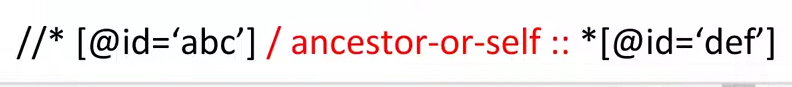 //* [@id=‘abc’] / ancestor-or-self :: *[@id=‘def’]